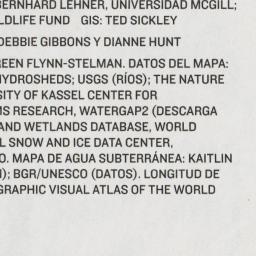 BERNHARD LEHNER, UNIVERSIDAD MCGILL;
LDLIFE FUND GIS: TED SICKLEY
DEBBIE GIBBONS Y DIANNE HUNT
REEN FLYNN-STELMAN. DATOS DEL MAPA:
HYDROSHEDS; USGS (RÍOS); THE NATURE
SITY OF KASSEL CENTER FOR
MS RESEARCH, WATERGAP2 (DESCARGA
AND WETLANDS DATABASE, WORLD
L SNOW AND ICE DATA CENTER,
O. MAPA DE AGUA SUBTERRÁNEA: KAITLIN
); BGR/UNESCO (DATOS). LONGITUD DE
GRAPHIC VISUAL ATLAS OF THE WORLD